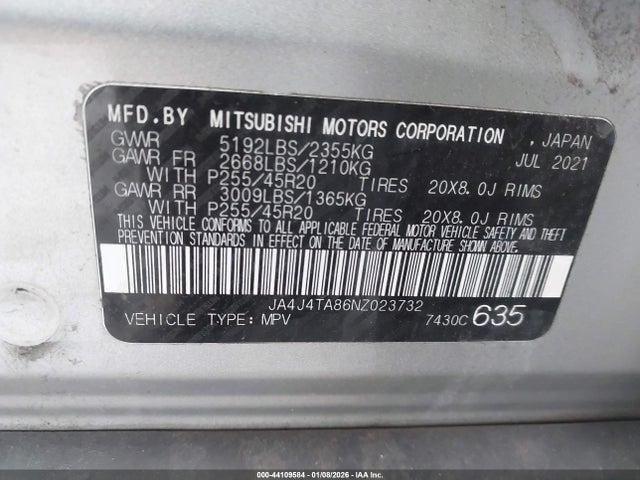 MFD.BY MITSUBISHI MOTORS CORPORATION , JAPAN
GVWR 5192LBS/2355KG JUL 2021
GAWR FR 2668LBS/1210KG
WITH P255/45R20 TIRES 20X8.0J RIMS
GAWR RR 3009LBS/1365KG
WITH P255/45R20 TIRES 20X8.0J RIMS
THIS VEHICLE CONFORMS TO ALL APPLICABLE FEDERAL MOTOR VEHICLE SAFETY AND THEFT
PREVENTION STANDARDS IN EFFECT ON THE DATE OF MANUFACTURE SHOWN ABOVE.
JA4J4TA86NZ023732
VEHICLE TYPE: MPV 7430C 635
000-44109584 | 01/08/2026 - Copyright IAA, Inc.